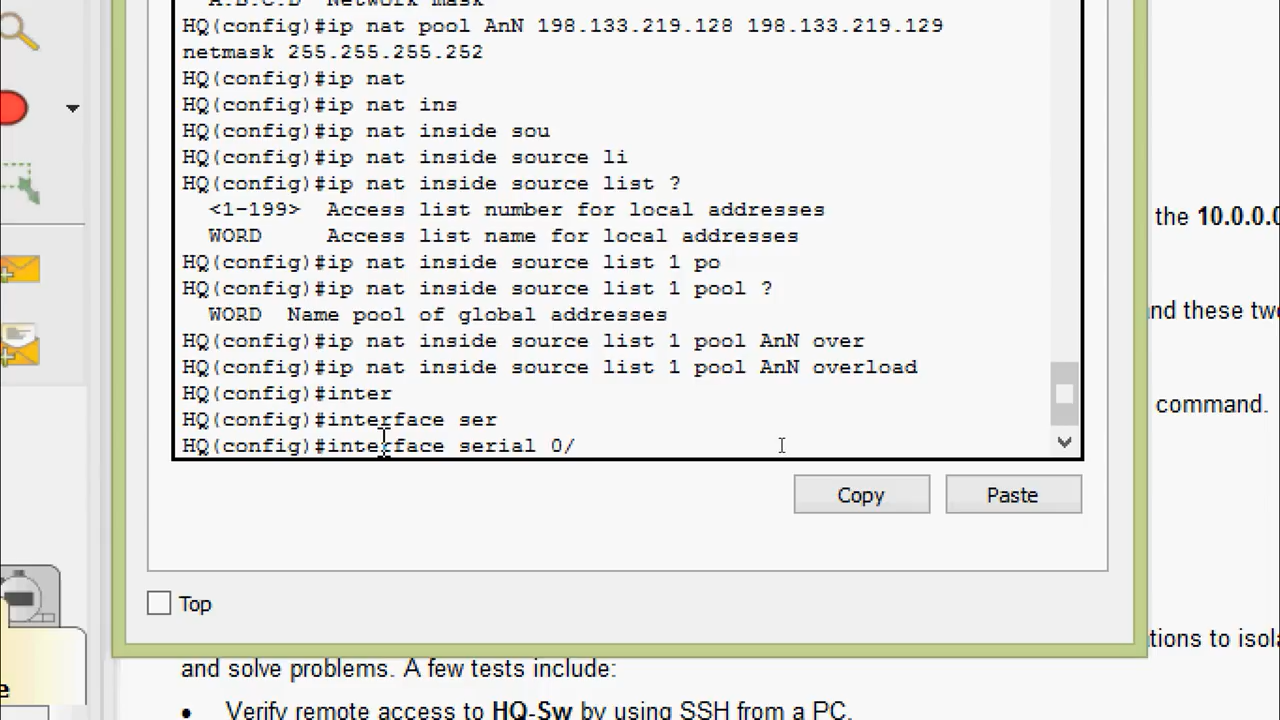 A.B.C.D  Network mask
HQ(config)#ip nat pool AnN 198.133.219.128 198.133.219.129
netmask 255.255.255.252
HQ(config)#ip nat
HQ(config)#ip nat ins
HQ(config)#ip nat inside sou
HQ(config)#ip nat inside source li
HQ(config)#ip nat inside source list ?
<1-199>  Access list number for local addresses
WORD     Access list name for local addresses
HQ(config)#ip nat inside source list 1 po
HQ(config)#ip nat inside source list 1 pool ?
WORD  Name pool of global addresses
HQ(config)#ip nat inside source list 1 pool AnN over
HQ(config)#ip nat inside source list 1 pool AnN overload
HQ(config)#inter
HQ(config)#interface ser
HQ(config)#interface serial 0/
Copy Paste
Top
the 10.0.0.0
and these two
command.
and solve problems. A few tests include:
• Verify remote access to HQ-Sw by using SSH from a PC.